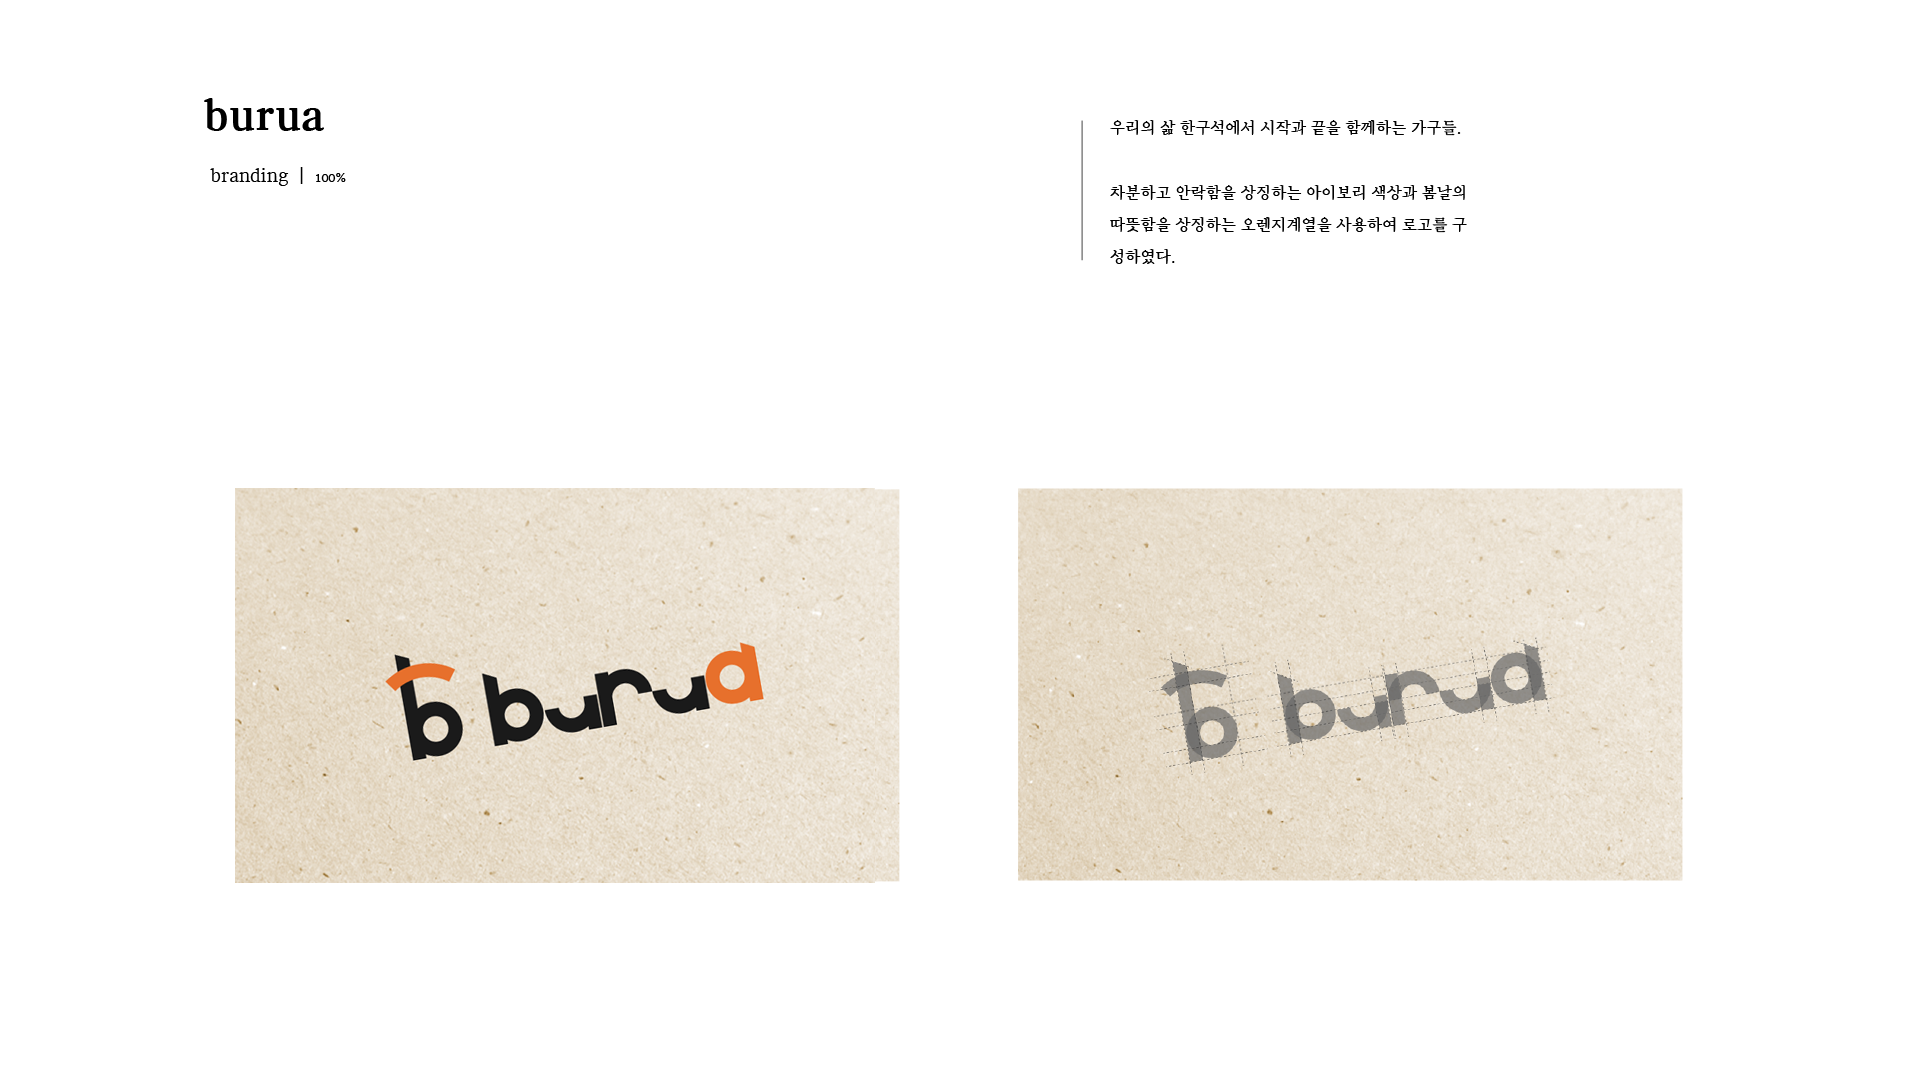 burua
branding | 100%
우리의 삶 한구석에서 시작과 끝을 함께하는 가구들.
차분하고 안락함을 상징하는 아이보리 색상과 봄날의
따뜻함을 상징하는 오렌지계열을 사용하여 로고를 구
성하였다.
b burua
b burua